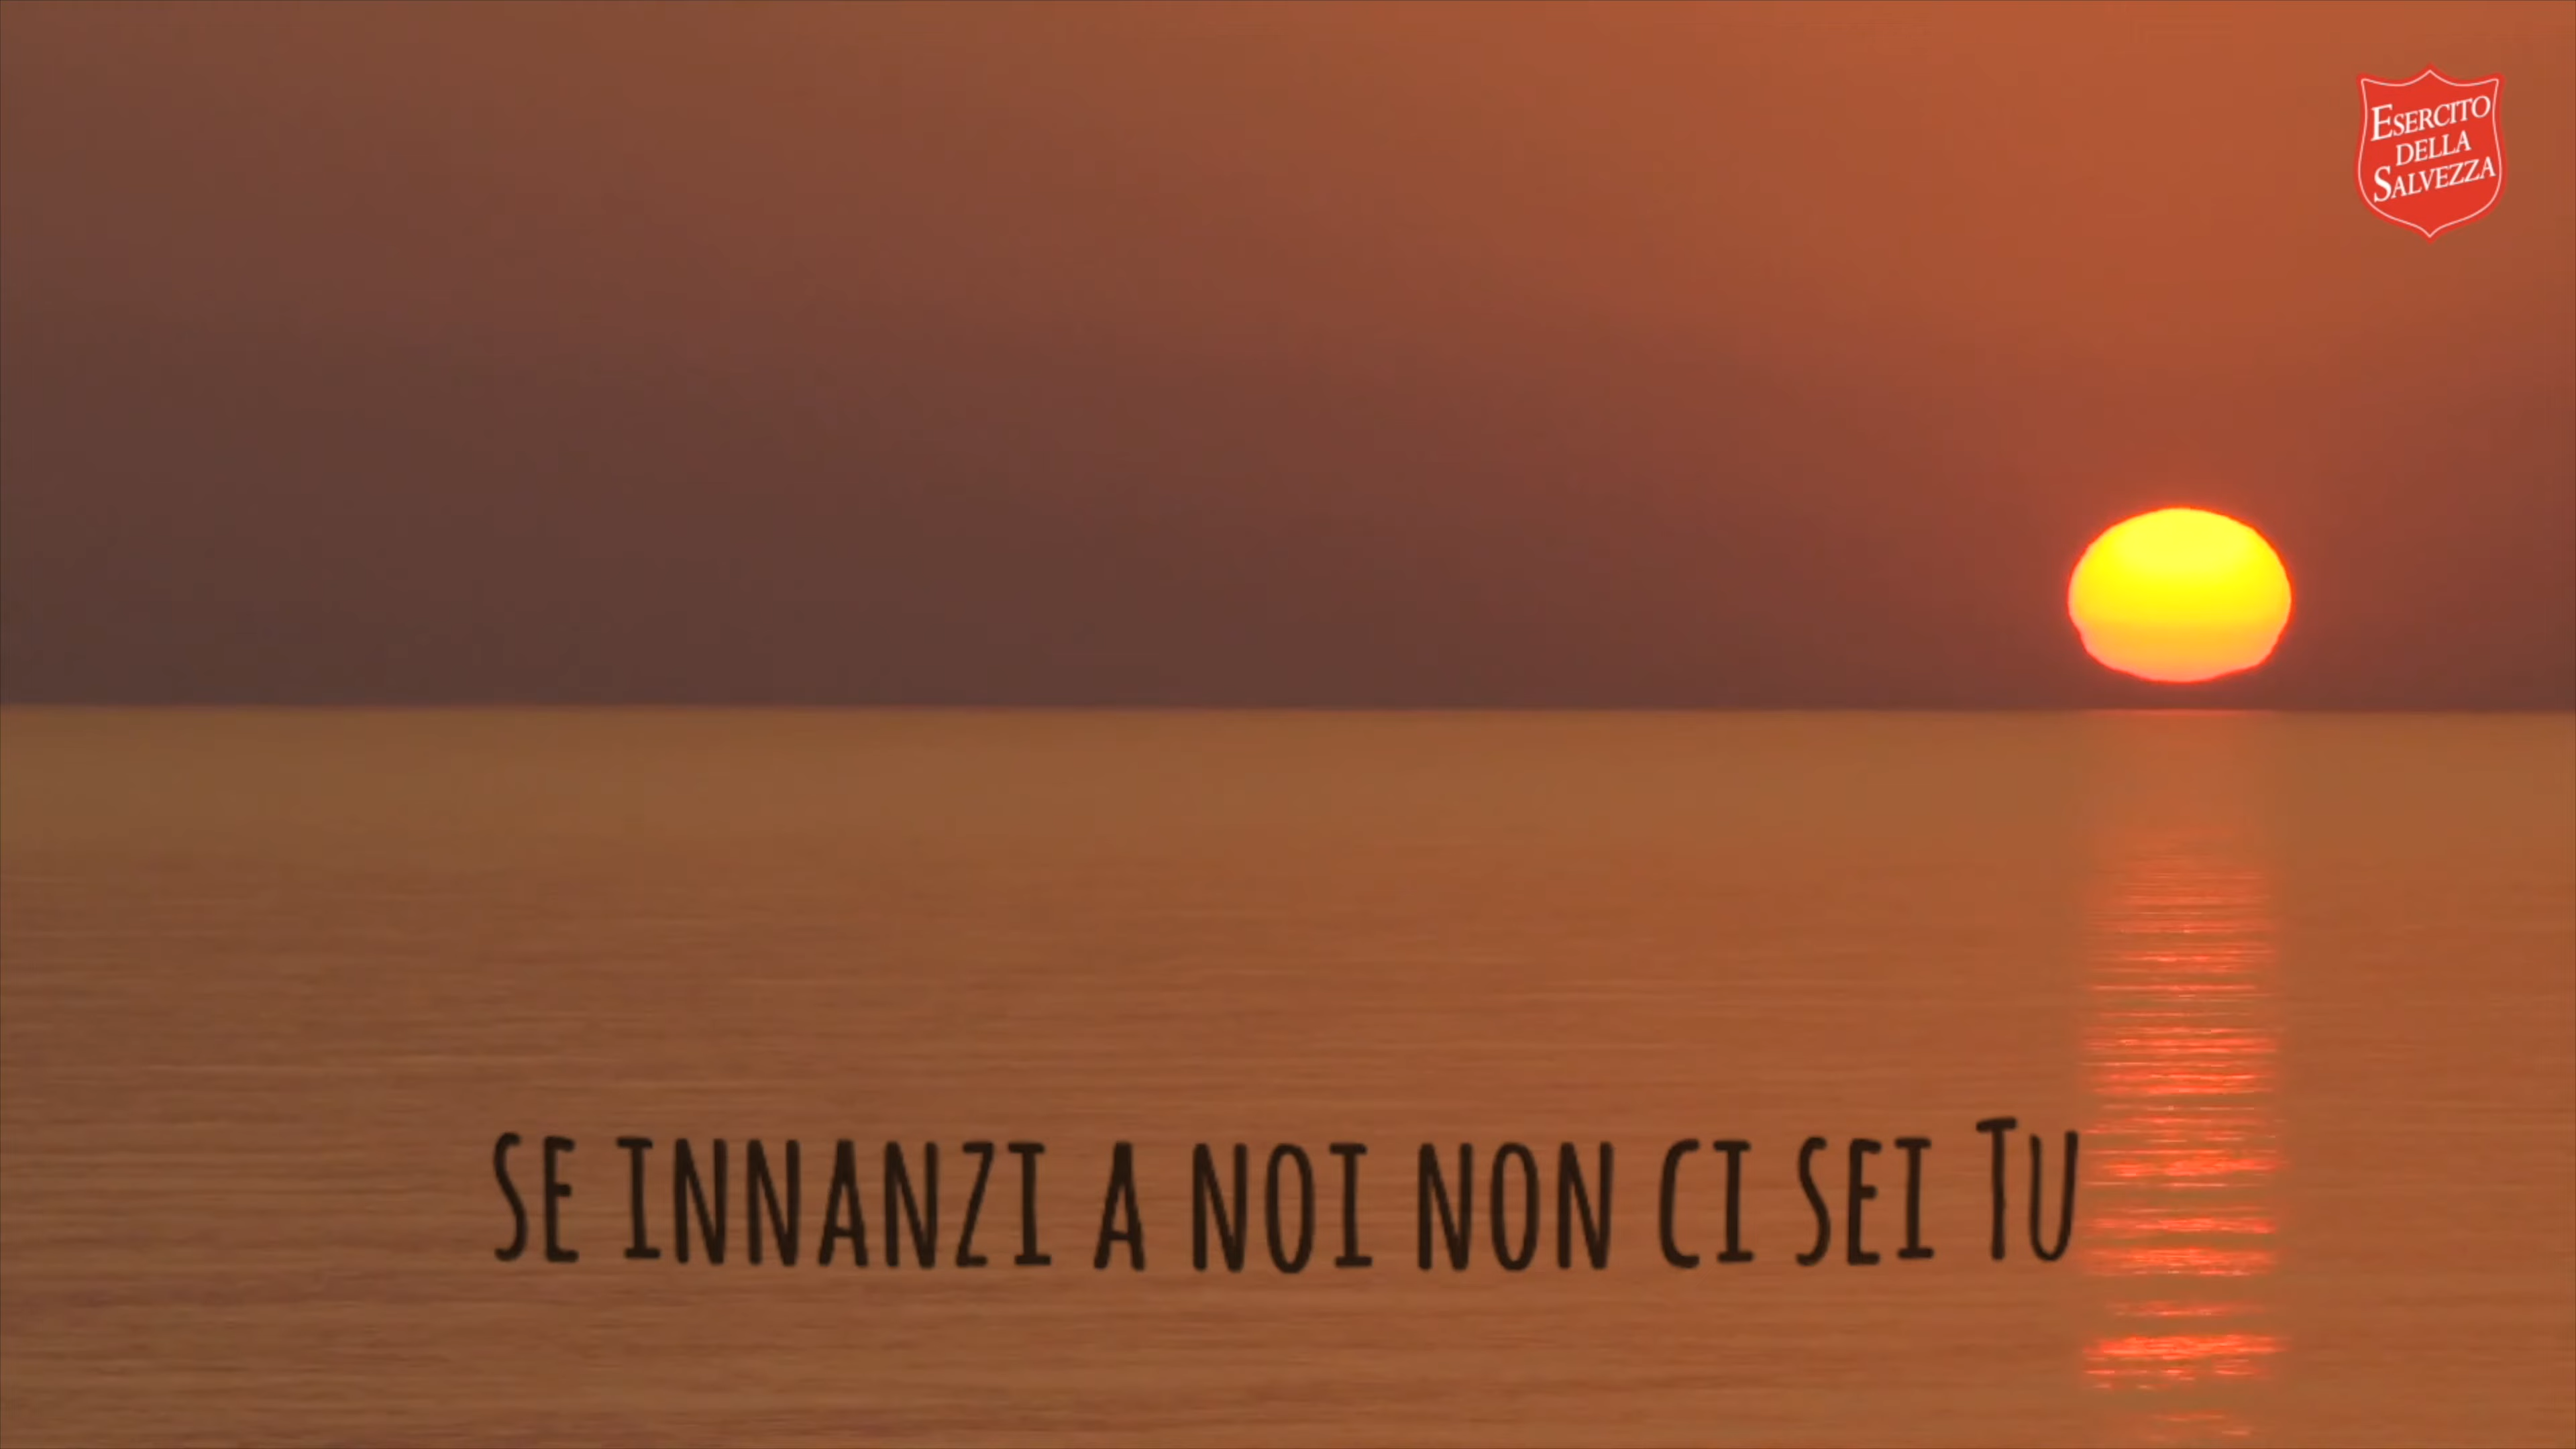 Esercito
della
Salvezza
se innanzi a noi non ci sei Tu